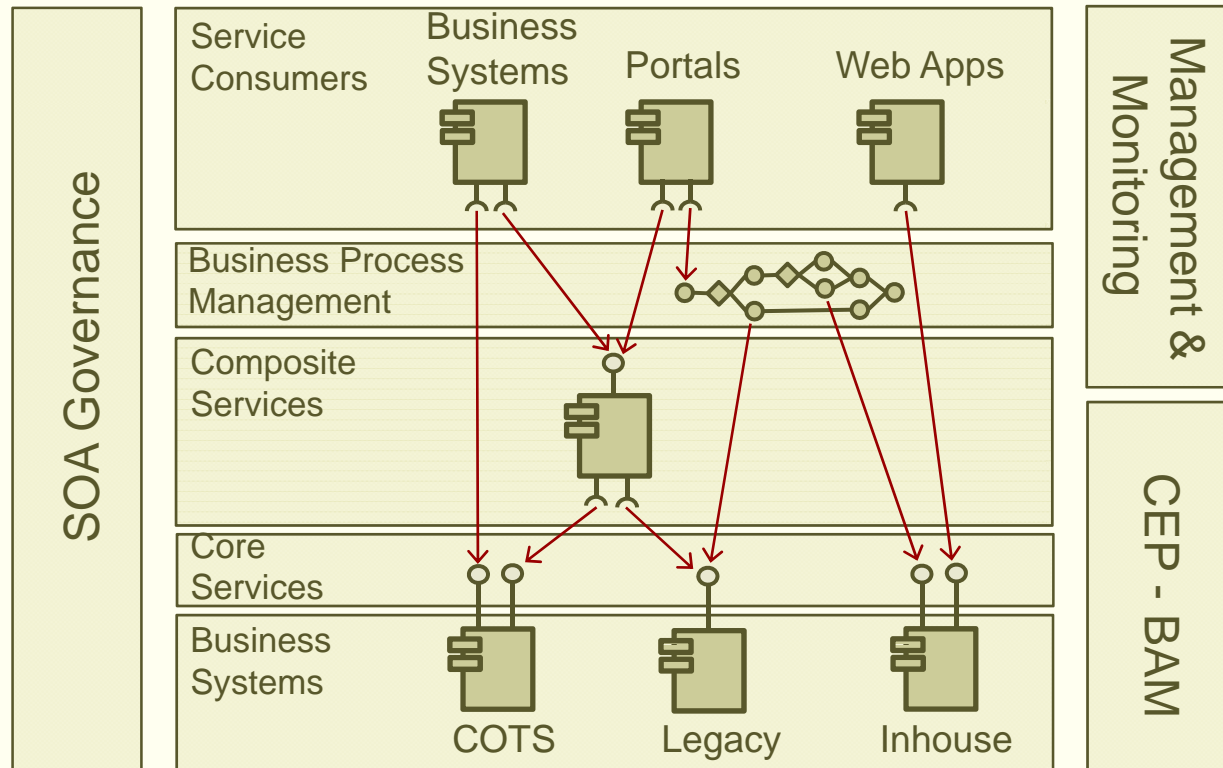 SOA Governance
Service
Consumers
Business
Systems
Portals
Web Apps
Business Process
Management
Composite
Services
Core
Services
Business
Systems
COTS
Legacy
Inhouse
Management &
Monitoring
CEP - BAM